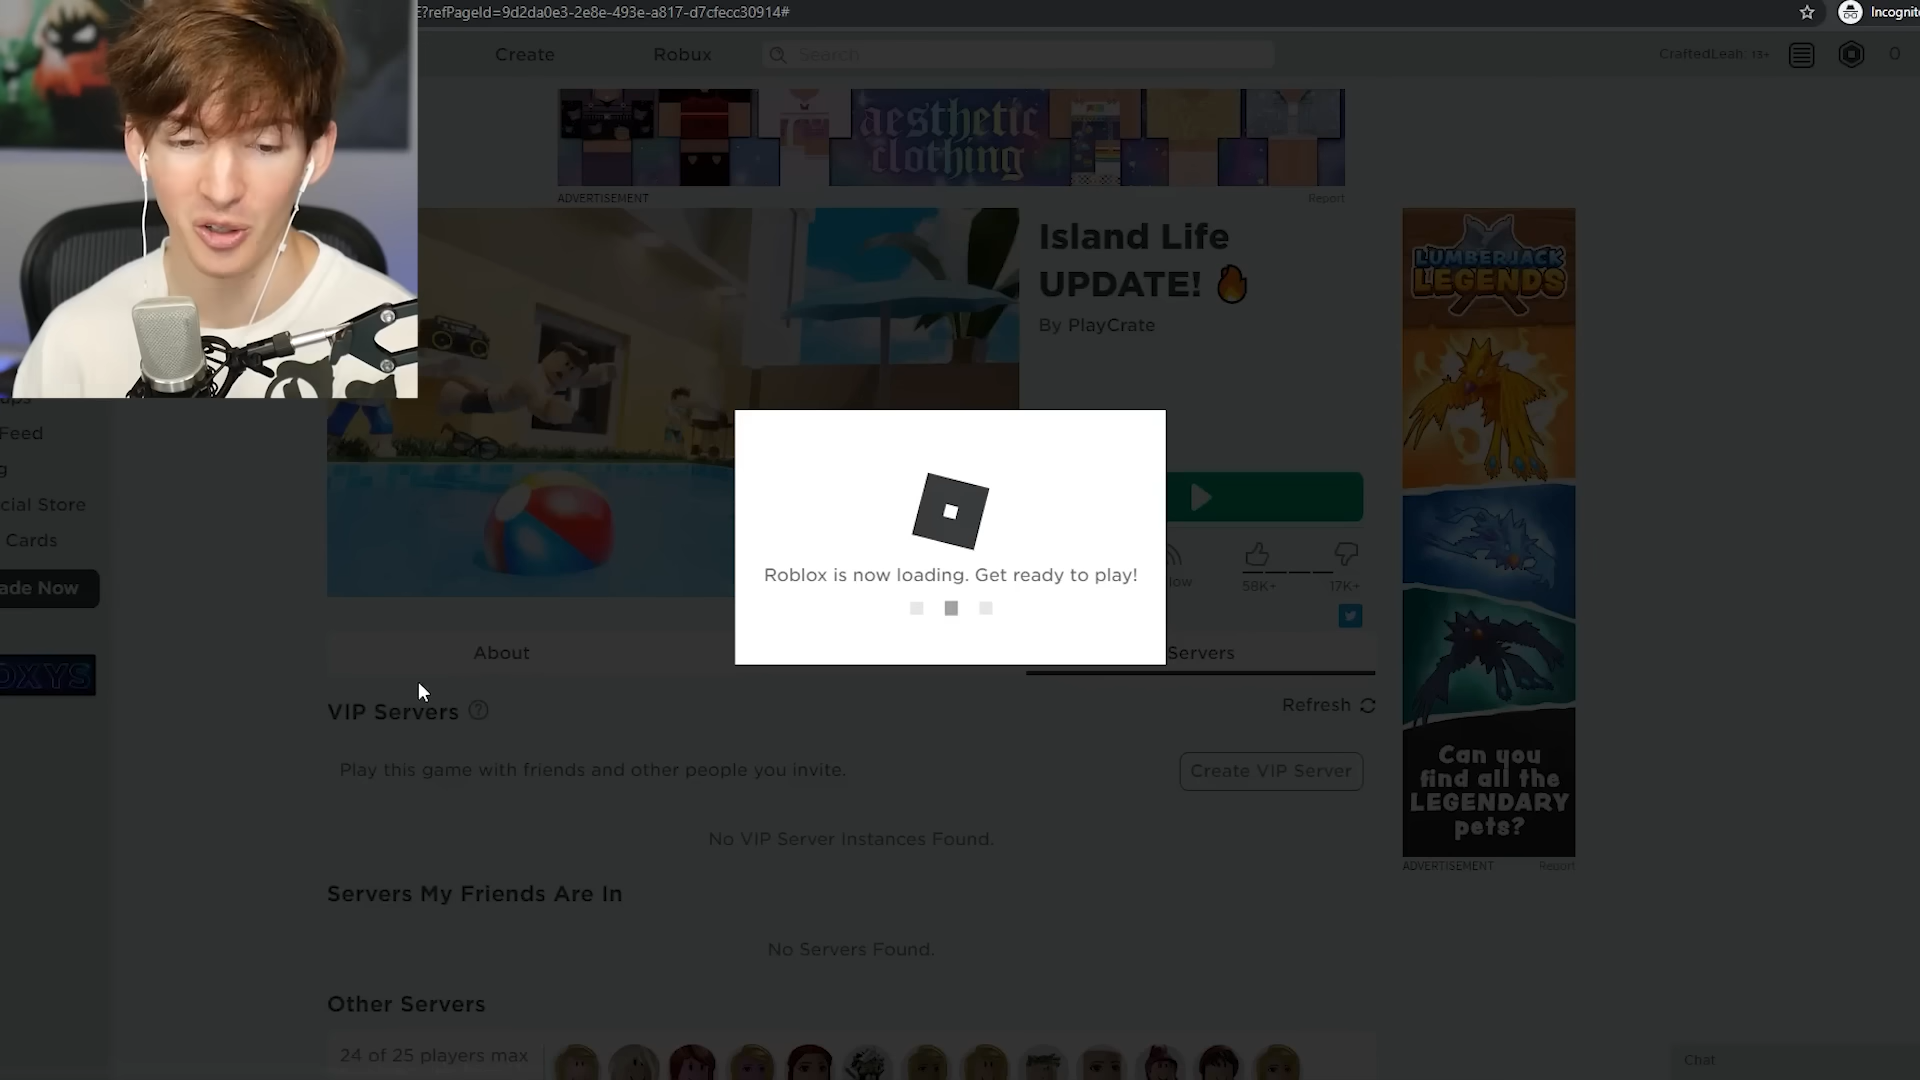 E?refPageId=9d2da0e3-2e8e-493e-a817-d7cfecc30914#
Incognito
Create
Robux
Search
CraftedLeah: 13+
0
aesthetic
clothing
ADVERTISEMENT
Report
Island Life
UPDATE!
By PlayCrate
LUMBERJACK
LEGENDS
Roblox is now loading. Get ready to play!
58K+
17K+
ups
Feed
g
cial Store
Cards
ade Now
OXYS
About
Servers
VIP Servers
Refresh
Play this game with friends and other people you invite.
Create VIP Server
No VIP Server Instances Found.
Can you
find all the
LEGENDARY
pets?
ADVERTISEMENT
Report
Servers My Friends Are In
No Servers Found.
Other Servers
24 of 25 players max
Chat